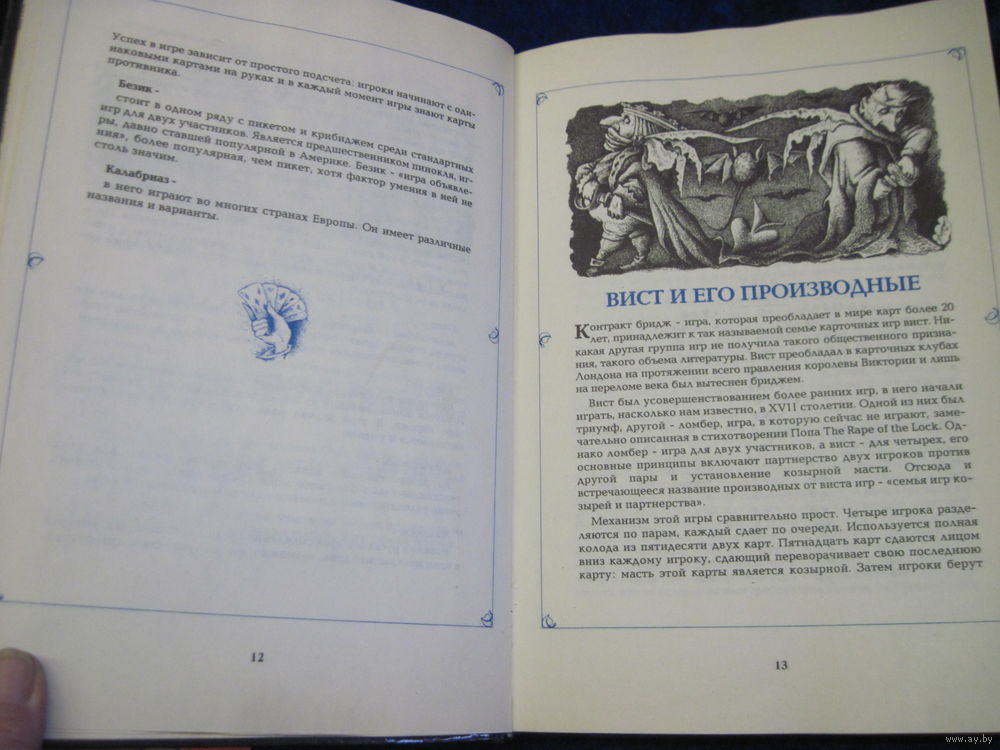 Успех в игре зависит от простого подсчета: игроки начинают с оди-
наковыми картами на руках и в каждый момент игры знают карты
противника.
Безик -
стоит в одном ряду с пикетом и крибиджем среди стандартных
игр для двух участников. Является предшественником пинокля, иг-
ры, давно ставшей популярной в Америке. Безик - «игра объявле-
ния», более популярная, чем пикет, хотя фактор умения в ней не
столь значим.
Калабриаз -
в него играют во многих странах Европы. Он имеет различные
названия и варианты.
12
ВИСТ И ЕГО ПРОИЗВОДНЫЕ
Контракт бридж - игра, которая преобладает в мире карт более 20
лет, принадлежит к так называемой семье карточных игр вист. Ни-
какая другая группа игр не получила такого общественного призна-
ния, такого объема литературы. Вист преобладал в карточных клубах
Лондона на протяжении всего правления королевы Виктории и лишь
на переломе века был вытеснен бриджем.
Вист был усовершенствованием более ранних игр, в него начали
играть, насколько нам известно, в XVII столетии. Одной из них был
триумф, другой - ломбер, игра, в которую сейчас не играют, заме-
чательно описанная в стихотворении Попа The Rape of the Lock. Од-
нако ломбер - игра для двух участников, а вист - для четырех, его
основные принципы включают партнерство двух игроков против
другой пары и установление козырной масти. Отсюда и
встречающееся название производных от виста игр - «семья игр ко-
зырей и партнерства».
Механизм этой игры сравнительно прост. Четыре игрока разде-
ляются по парам, каждый сдает по очереди. Используется полная
колода из пятидесяти двух карт. Пятнадцать карт сдаются лицом
вниз каждому игроку, сдающий переворачивает свою последнюю
карту: масть этой карты является козырной. Затем игроки берут
13
www.ay.by